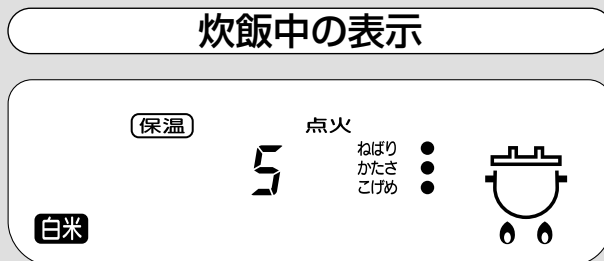 炊飯中の表示
保温 点火
5
ねばり ●
かたさ ●
こげめ ●
白米